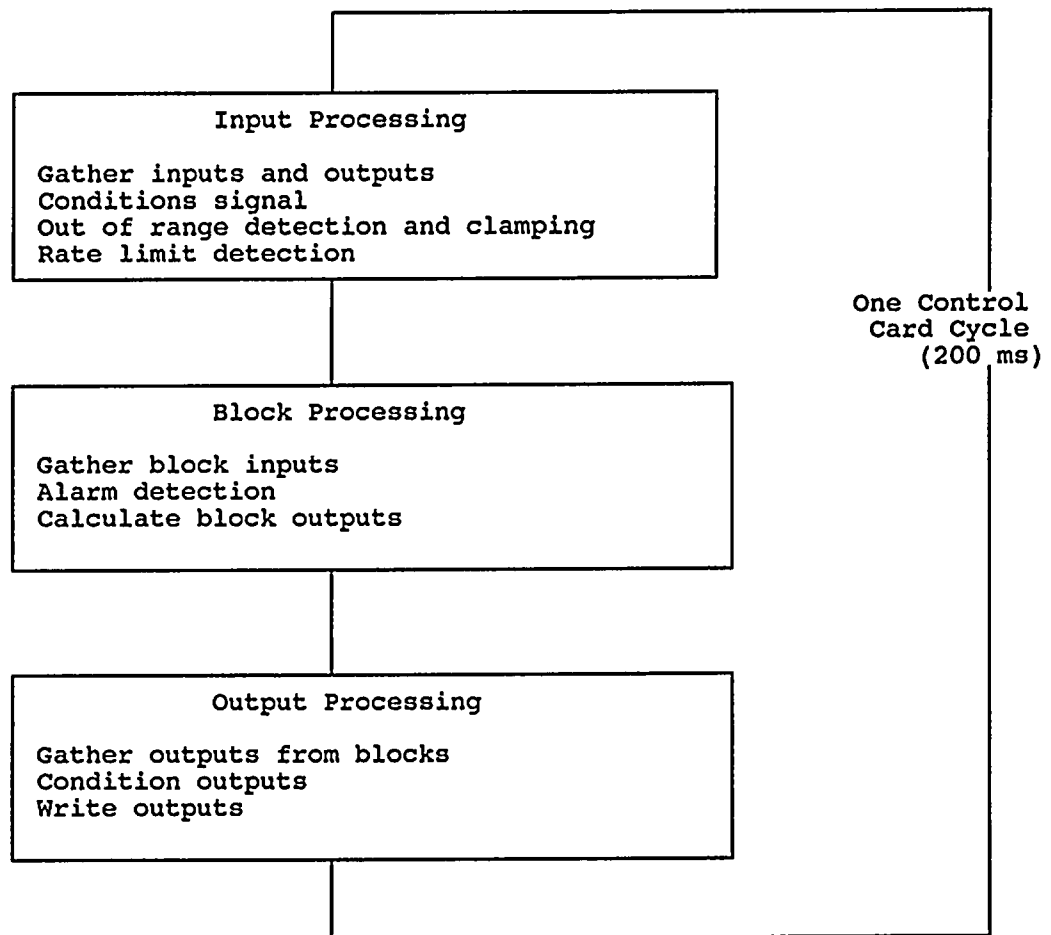 Input Processing
Gather inputs and outputs
Conditions signal
Out of range detection and clamping
Rate limit detection
One Control
Card Cycle
(200 ms)
Block Processing
Gather block inputs
Alarm detection
Calculate block outputs
Output Processing
Gather outputs from blocks
Condition outputs
Write outputs